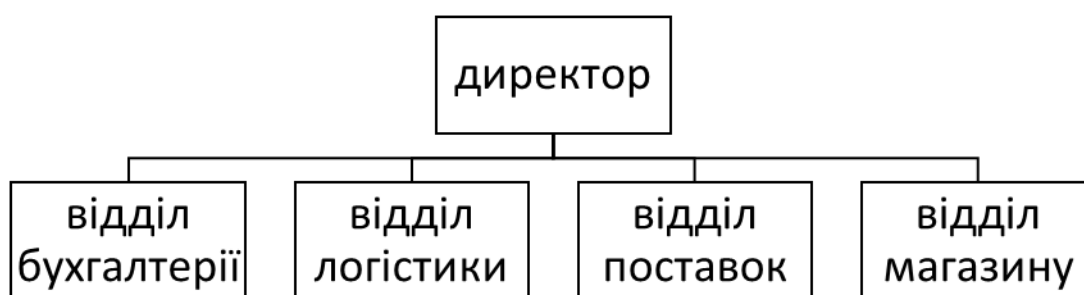 директор
відділ
бухгалтерії
відділ
логістики
відділ
поставок
відділ
магазину